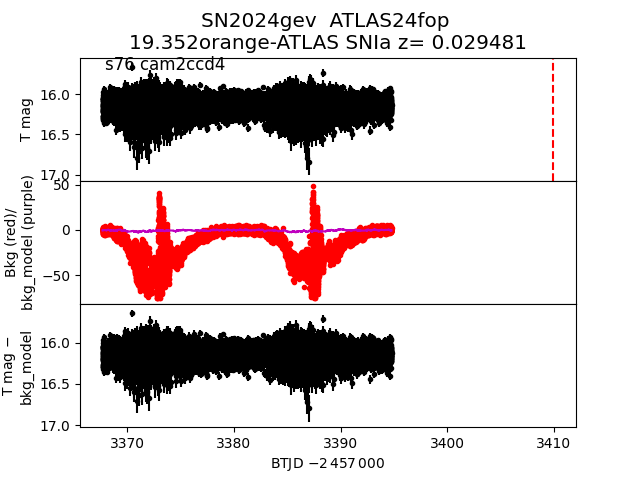 SN2024gev ATLAS24fop
19.352orange-ATLAS SNIa z= 0.029481
s76 cam2ccd4
T mag
16.0
16.5
17.0
Bkg (red)/
bkg_model (purple)
50
0
−50
T mag −
bkg_model
16.0
16.5
17.0
3370
3380
3390
3400
3410
BTJD −2 457 000